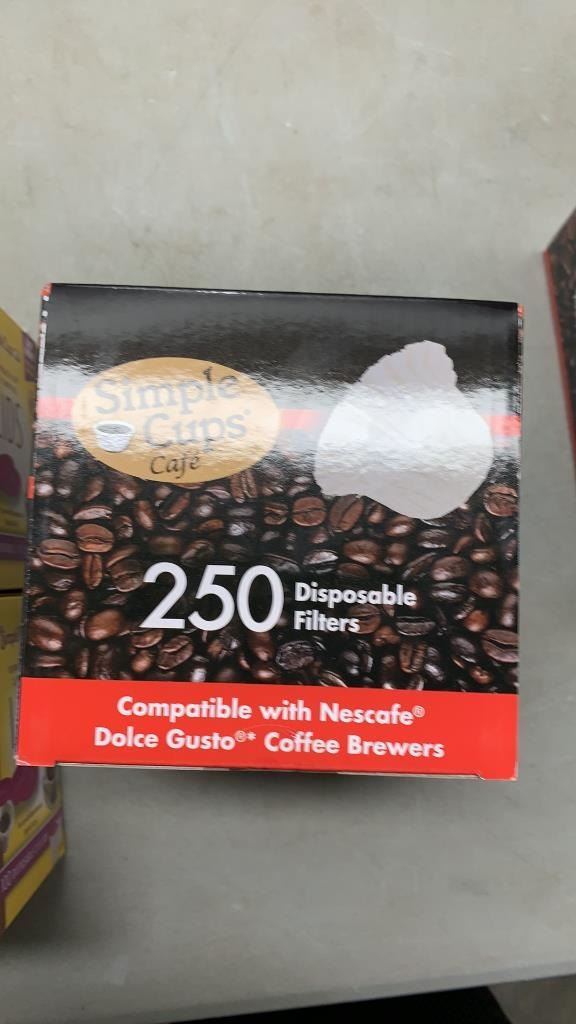 Simple
Cups®
Café
250
Disposable
Filters
Compatible with Nescafe®
Dolce Gusto®* Coffee Brewers